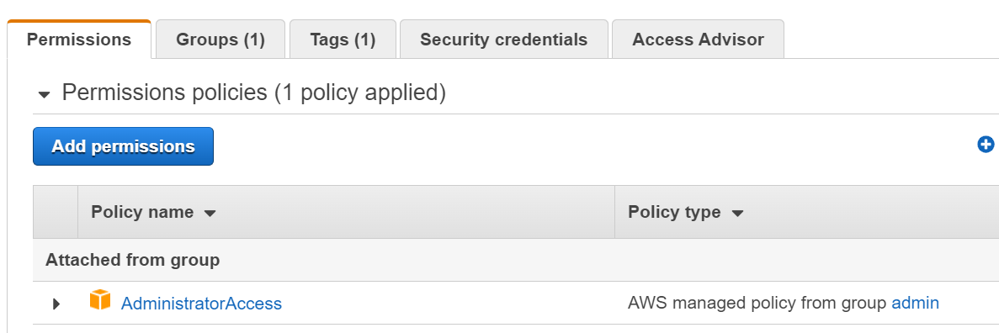 Permissions Groups (1) Tags (1) Security credentials Access Advisor
Permissions policies (1 policy applied)
Add permissions
Policy name Policy type
Attached from group
AdministratorAccess AWS managed policy from group admin